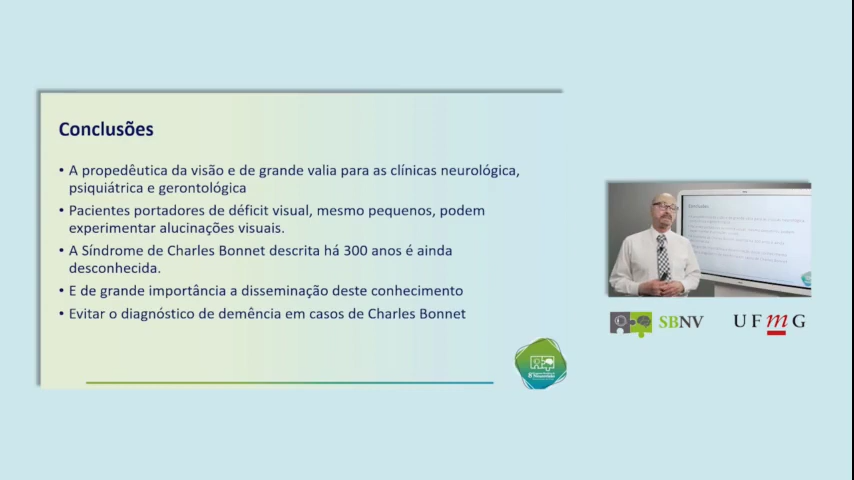 Conclusões
• A propedêutica da visão e de grande valia para as clínicas neurológica,
psiquiátrica e gerontológica
• Pacientes portadores de déficit visual, mesmo pequenos, podem
experimentar alucinações visuais.
• A Síndrome de Charles Bonnet descrita há 300 anos é ainda
desconhecida.
• E de grande importância a disseminação deste conhecimento
• Evitar o diagnóstico de demência em casos de Charles Bonnet
Conclusões
SBNV
UFmG